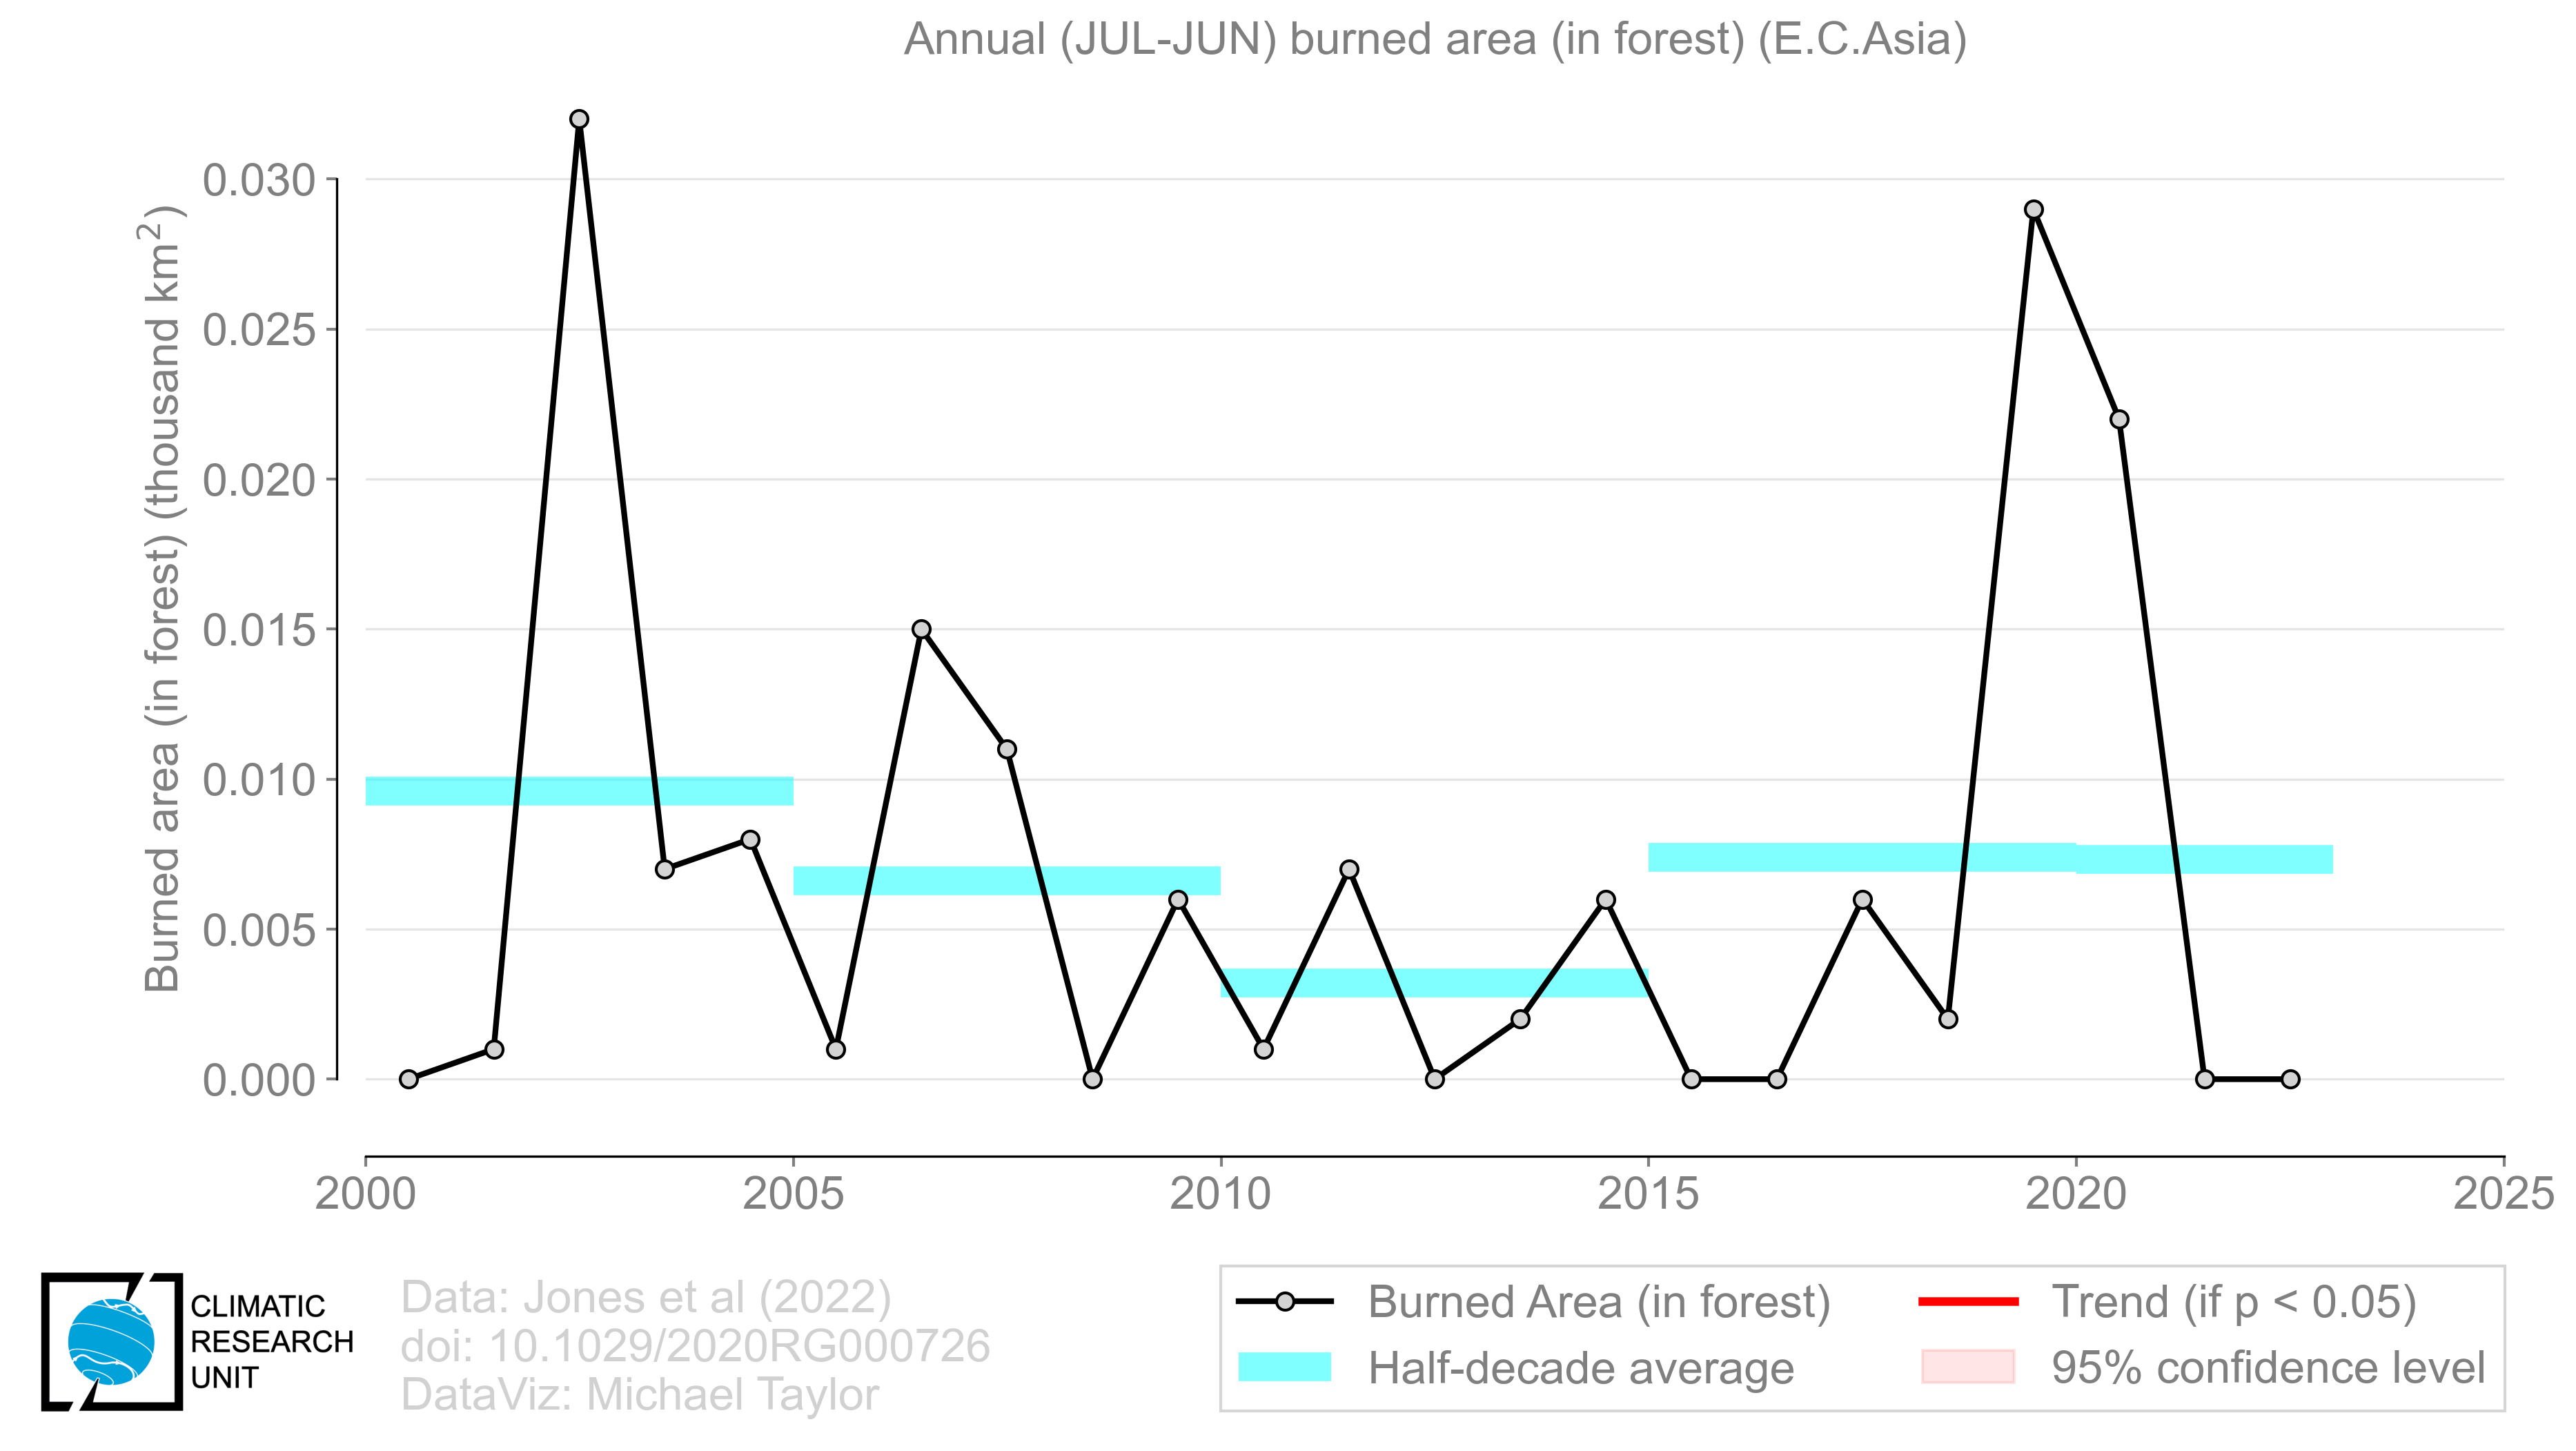 Annual (JUL-JUN) burned area (in forest) (E.C.Asia)
Burned area (in forest) (thousand km²)
0.030
0.025
0.020
0.015
0.010
0.005
0.000
2000 2005 2010 2015 2020 2025
CLIMATIC
RESEARCH
UNIT
Data: Jones et al (2022)
doi: 10.1029/2020RG000726
DataViz: Michael Taylor
Burned Area (in forest)
Half-decade average
Trend (if p < 0.05)
95% confidence level